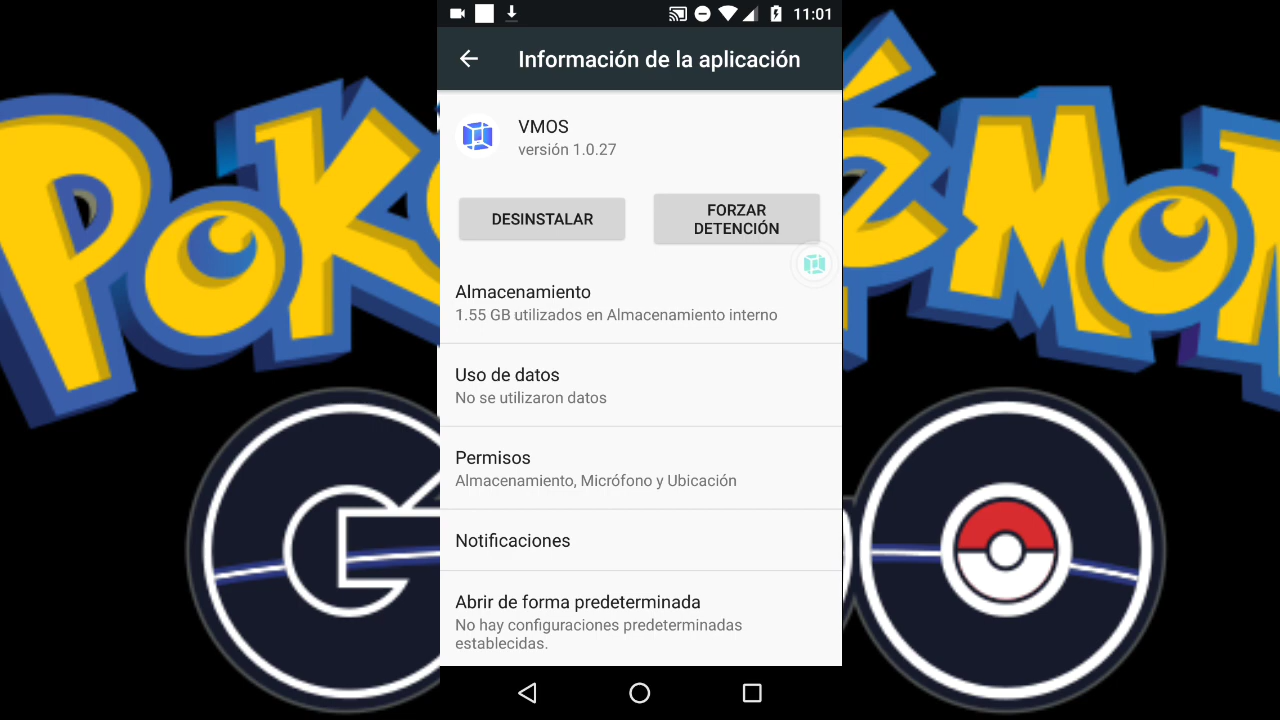 11:01
Información de la aplicación
VMOS
versión 1.0.27
DESINSTALAR
FORZAR
DETENCIÓN
Almacenamiento
1.55 GB utilizados en Almacenamiento interno
Uso de datos
No se utilizaron datos
Permisos
Almacenamiento, Micrófono y Ubicación
Notificaciones
Abrir de forma predeterminada
No hay configuraciones predeterminadas
establecidas.
POK
ÉMON
G